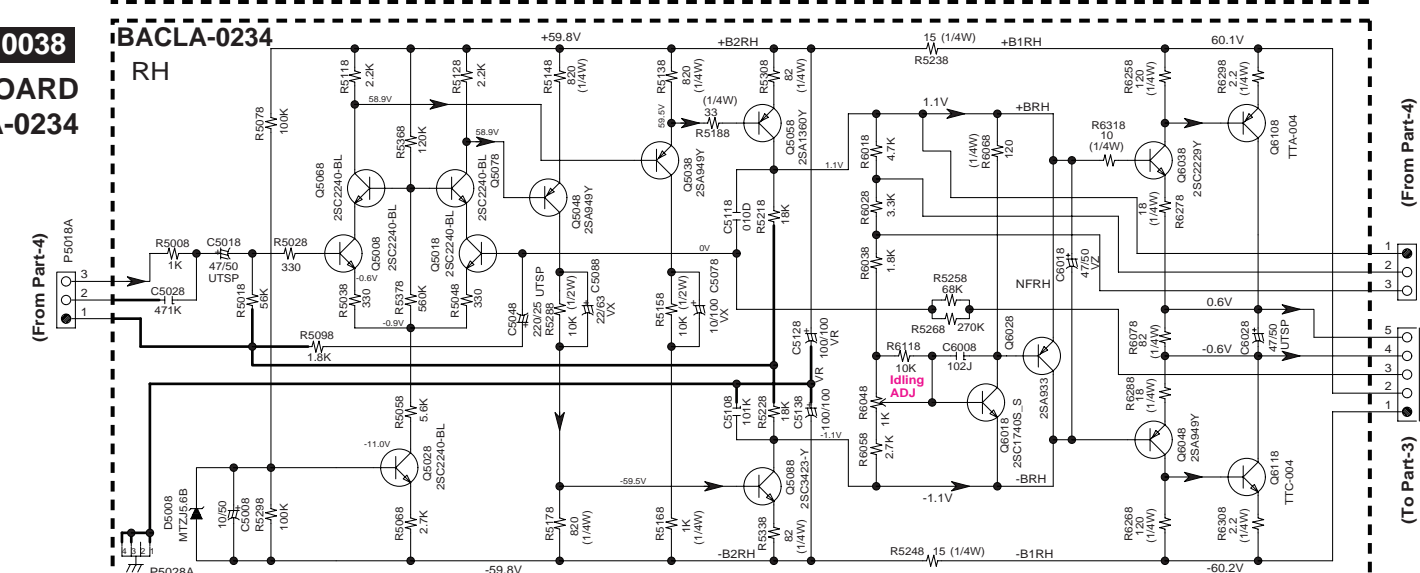 0038
OARD
A-0234
BACLA-0234
RH
+59.8V
+B2RH
15 (1/4W)
R5238
+B1RH
60.1V
R5118
2.2K
R5128
2.2K
R5148
820
(1/4W)
R5138
820
(1/4W)
R5308
82
(1/4W)
R6258
120
(1/4W)
R6298
2.2
(1/4W)
R5078
100K
58.9V
R5368
120K
58.9V
59.5V
(1/4W)
33
R5188
Q5058
2SA1360Y
1.1V
+BRH
R6018
4.7K
(1/4W)
R6068
120
R6318
10
(1/4W)
Q6038
2SC2229Y
Q6108
TTA-004
Q5068
2SC2240-BL
Q5078
2SC2240-BL
Q5048
2SA949Y
Q5038
2SA949Y
1.1V
C5118
010D
R5218
18K
R6028
3.3K
18
(1/4W)
R6278
(From Part-4)
P5018A
3
2
1
R5008
1K
C5018
47/50
UTSP
R5028
330
C5028
471K
R5018
56K
Q5008
2SC2240-BL
Q5018
2SC2240-BL
0V
R6038
1.8K
C6018
47/50
VZ
NFRH
-0.6V
R5038
330
R5378
560K
R5048
330
-0.9V
C5048
220/25 UTSP
R5288
10K (1/2W)
C5088
22/63
VX
R5158
10K (1/2W)
C5078
10/100
VX
R5258
68K
R5268
270K
0.6V
-0.6V
R6078
82
(1/4W)
C6028
47/50
UTSP
R5098
1.8K
C5128
100/100
VR
R6118
10K
C6008
102J
Q6028
2SA933
Idling
ADJ
R6048
1K
VR
R5058
5.6K
C5108
101K
R5228
18K
C5138
100/100
R6288
18
(1/4W)
-11.0V
Q5028
2SC2240-BL
-1.1V
R6058
2.7K
Q6018
2SC1740S_S
Q6048
2SA949Y
D5008
MTZJ5.6B
10/50
C5008
R5298
100K
R5068
2.7K
-59.5V
Q5088
2SC3423-Y
-1.1V
-BRH
Q6118
TTC-004
R5178
820
(1/4W)
R5168
1K
(1/4W)
R5338
82
(1/4W)
R6268
120
(1/4W)
R6308
2.2
(1/4W)
4 3 2 1
P5028A
-59.8V
-B2RH
R5248 15 (1/4W)
-B1RH
-60.2V
(From Part-4)
1
2
3
5
4
3
2
1
(To Part-3)